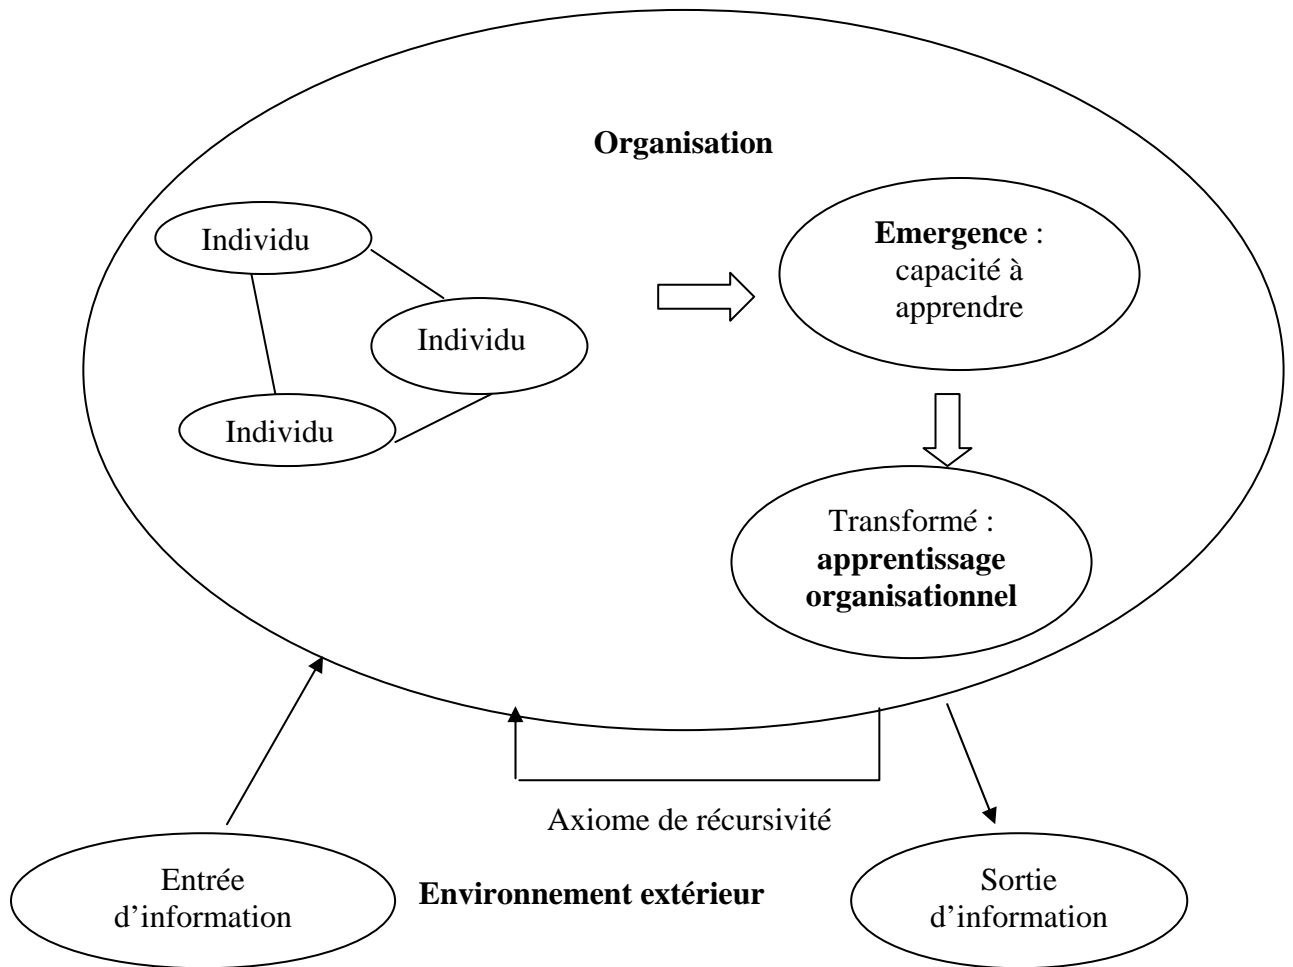 Organisation
Individu
Individu
Individu
Emergence :
capacité à
apprendre
Transformé :
apprentissage
organisationnel
Axiome de récursivité
Entrée
d’information
Environnement extérieur
Sortie
d’information